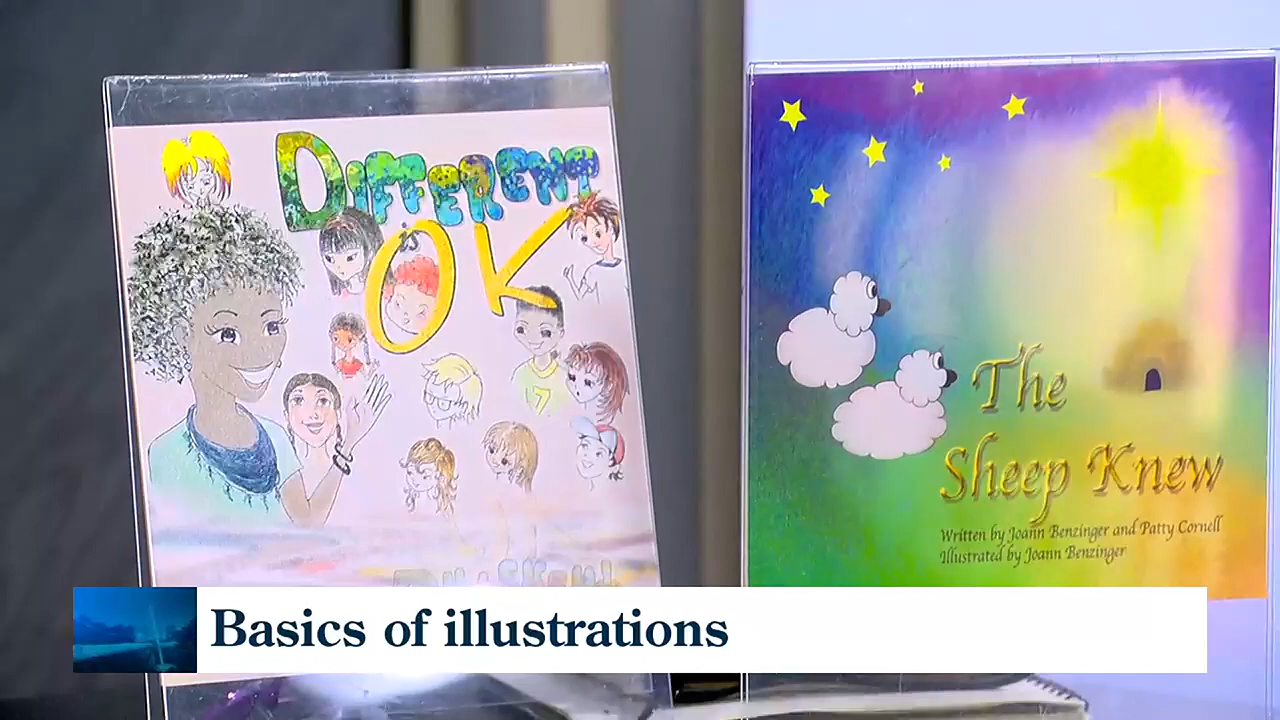 DIFFERENT
is
OK
7
The
Sheep Knew
Written by Joann Benzinger and Patty Cornell
Illustrated by Joann Benzinger
Basics of illustrations